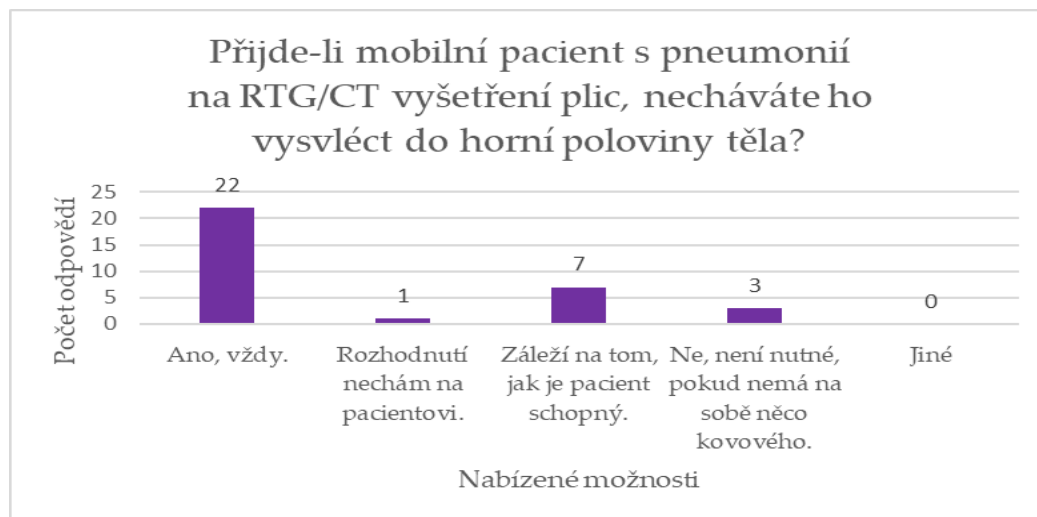 Přijde-li mobilní pacient s pneumonií
na RTG/CT vyšetření plic, necháváte ho
vysvléct do horní poloviny těla?
Počet odpovědí
25
20
15
10
5
0
22
1
7
3
0
Ano, vždy.
Rozhodnutí
nechám na
pacientovi.
Záleží na tom,
jak je pacient
schopný.
Ne, není nutné,
pokud nemá na
sobě něco
kovového.
Jiné
Nabízené možnosti